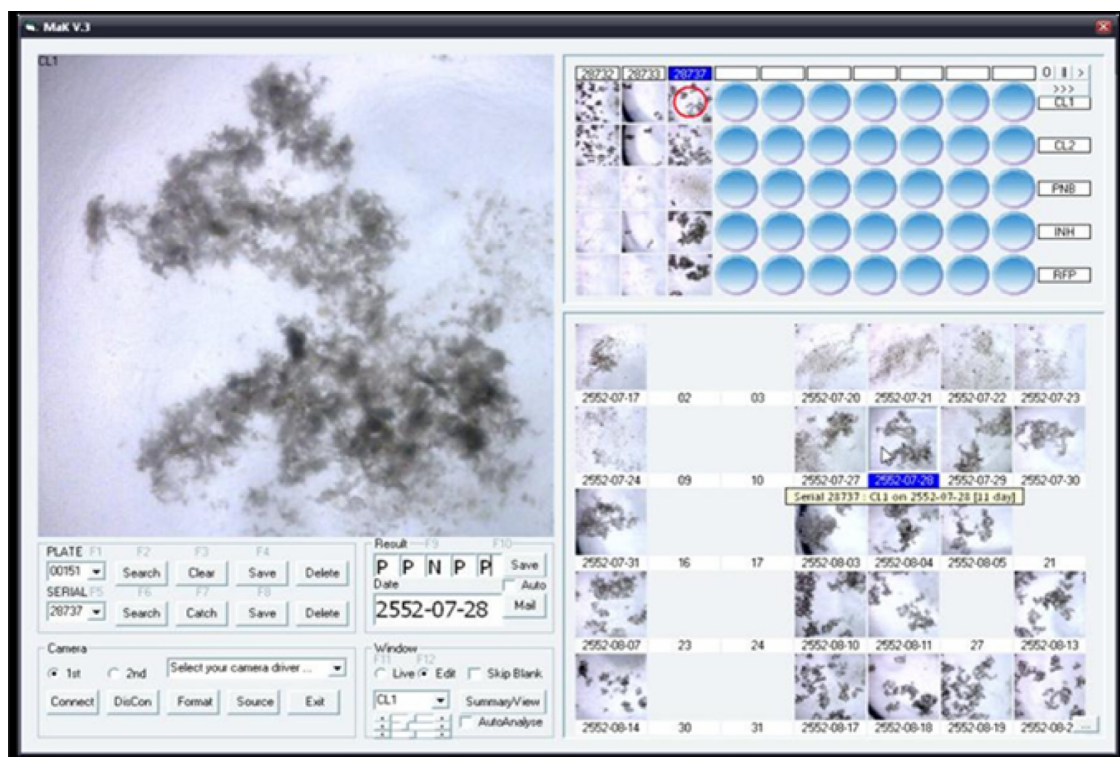 MaK V.3
CL1
28732 28733 28737 0 || >
>>>
CL1
CL2
PNB
INH
RFP
2552-07-17 02 03 2552-07-20 2552-07-21 2552-07-22 2552-07-23
2552-07-24 09 10 2552-07-27 2552-07-28 2552-07-29 2552-07-30
Serial 28737 : CL1 on 2552-07-28 [11 day]
2552-07-31 16 17 2552-08-03 2552-08-04 2552-08-05 21
2552-08-07 23 24 2552-08-10 2552-08-11 27 2552-08-13
2552-08-14 30 31 2552-08-17 2552-08-18 2552-08-19 2552-08-2 ...
PLATE F1 F2 F3 F4
00151 Search Clear Save Delete
SERIAL F5 F6 F7 F8
28737 Search Catch Save Delete
Result F9 F10
P P N P P Save
Date Auto
2552-07-28 Mail
Camera
1st 2nd Select your camera driver ...
Connect DisCon Format Source Exit
Window
F11 F12
Live Edit Skip Blank
CL1 SummaryView
AutoAnalyse